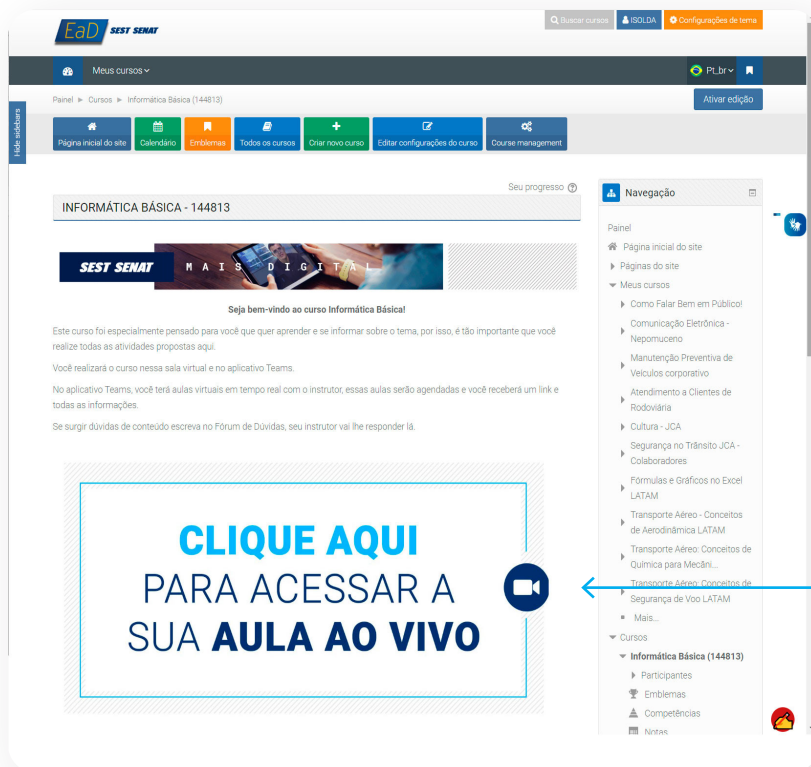 EaD SEST SENAT
Buscar cursos
ISOLDA
Configurações de tema
Meus cursos
Pt_br
Painel ► Cursos ► Informática Básica (144813)
Ativar edição
Hide sidebars
Página inicial do site
Calendário
Emblemas
Todos os cursos
Criar novo curso
Editar configurações do curso
Course management
Seu progresso
INFORMÁTICA BÁSICA - 144813
SEST SENAT MAIS DIGITAL
Seja bem-vindo ao curso Informática Básica!
Este curso foi especialmente pensado para você que quer aprender e se informar sobre o tema, por isso, é tão importante que você
realize todas as atividades propostas aqui.
Você realizará o curso nessa sala virtual e no aplicativo Teams.
No aplicativo Teams, você terá aulas virtuais em tempo real com o instrutor, essas aulas serão agendadas e você receberá um link e
todas as informações.
Se surgir dúvidas de conteúdo escreva no Fórum de Dúvidas, seu instrutor vai lhe responder lá.
CLIQUE AQUI
PARA ACESSAR A
SUA AULA AO VIVO
Navegação
Painel
Página inicial do site
Páginas do site
Meus cursos
Como Falar Bem em Público!
Comunicação Eletrônica -
Nepomuceno
Manutenção Preventiva de
Veículos corporativo
Atendimento a Clientes de
Rodoviária
Cultura - JCA
Segurança no Trânsito JCA -
Colaboradores
Fórmulas e Gráficos no Excel
LATAM
Transporte Aéreo - Conceitos
de Aerodinâmica LATAM
Transporte Aéreo: Conceitos de
Química para Mecâni...
Transporte Aéreo: Conceitos de
Segurança de Voo LATAM
Mais...
Cursos
Informática Básica (144813)
Participantes
Emblemas
Competências
Notas